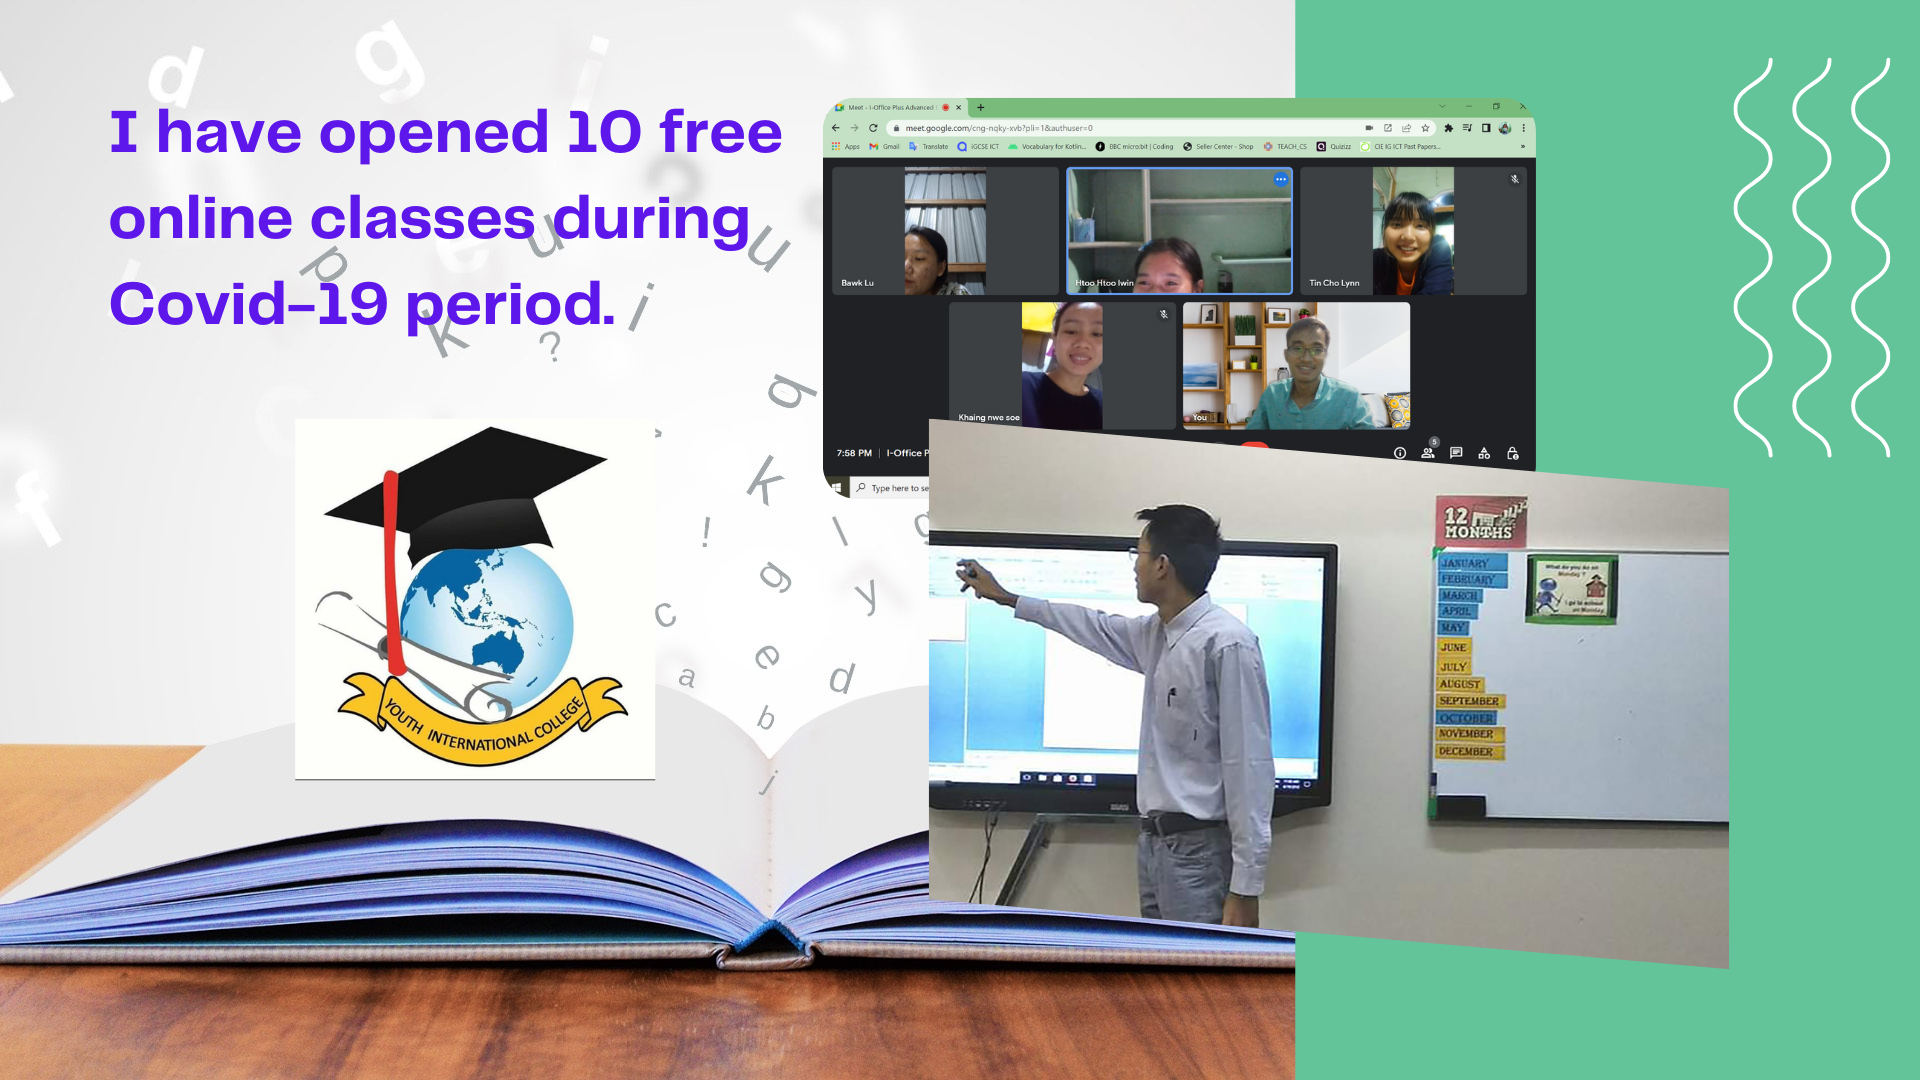 I have opened 10 free
online classes during
Covid-19 period.
Meet - I-Office Plus Advanced
meet.google.com/cng-nqky-xvb?pli=1&authuser=0
Apps Gmail Translate IGCSE ICT Vocabulary for Kotlin... BBC micro:bit | Coding Seller Center - Shop TEACH_CS Quizizz CIE IG ICT Past Papers...
Bawk Lu
Htoo Htoo lwin
Tin Cho Lynn
Khaing nwe soe
You
5
7:58 PM | I-Office P
Type here to se
YOUTH INTERNATIONAL COLLEGE
12
MONTHS
JANUARY
FEBRUARY
MARCH
APRIL
MAY
JUNE
JULY
AUGUST
SEPTEMBER
OCTOBER
NOVEMBER
DECEMBER
What do you do on
Monday ?
I go to school
on Monday.
d
g
i
p
u
e
u
k
i
?
q
f
k
!
l
g
g
y
c
e
a
d
b
j